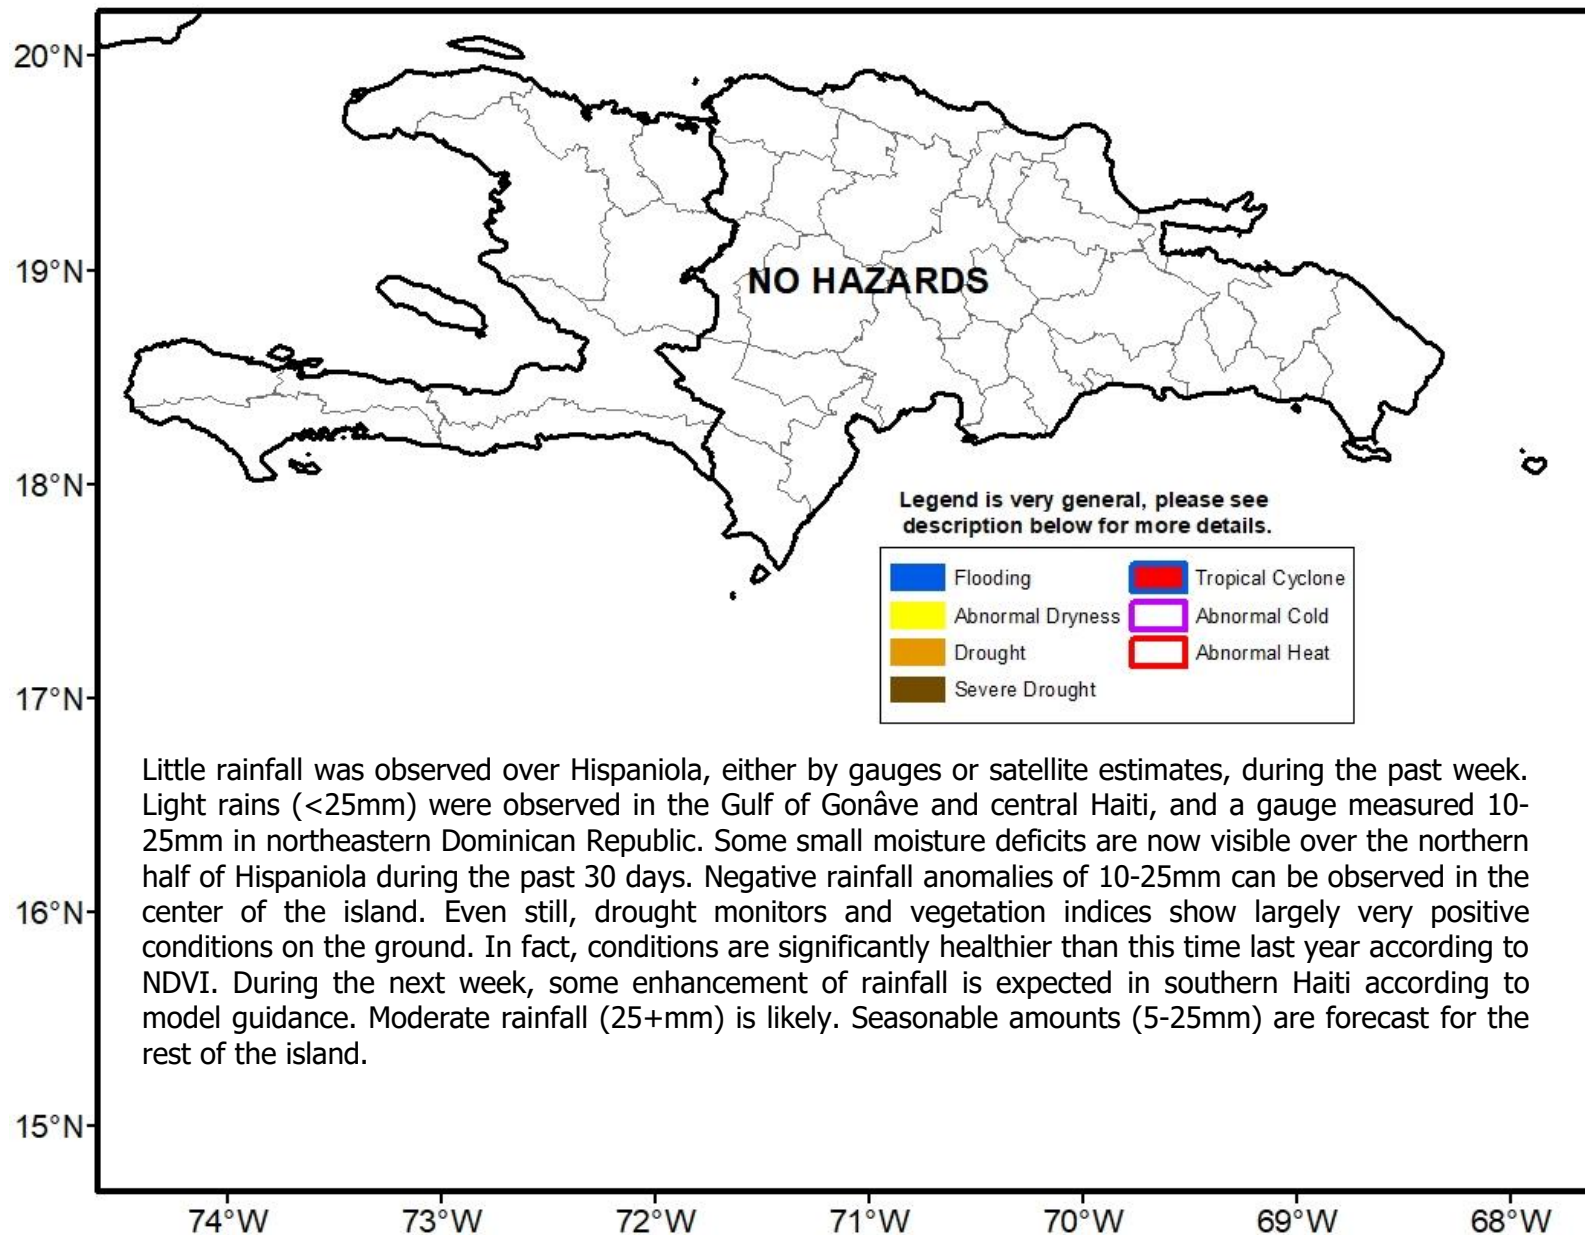 20°N
19°N
NO HAZARDS
18°N
Legend is very general, please see
description below for more details.
Flooding
Tropical Cyclone
Abnormal Dryness
Abnormal Cold
Drought
Abnormal Heat
Severe Drought
17°N
Little rainfall was observed over Hispaniola, either by gauges or satellite estimates, during the past week.
Light rains (<25mm) were observed in the Gulf of Gonâve and central Haiti, and a gauge measured 10-
25mm in northeastern Dominican Republic. Some small moisture deficits are now visible over the northern
half of Hispaniola during the past 30 days. Negative rainfall anomalies of 10-25mm can be observed in the
center of the island. Even still, drought monitors and vegetation indices show largely very positive
conditions on the ground. In fact, conditions are significantly healthier than this time last year according to
NDVI. During the next week, some enhancement of rainfall is expected in southern Haiti according to
model guidance. Moderate rainfall (25+mm) is likely. Seasonable amounts (5-25mm) are forecast for the
rest of the island.
16°N
15°N
74°W 73°W 72°W 71°W 70°W 69°W 68°W